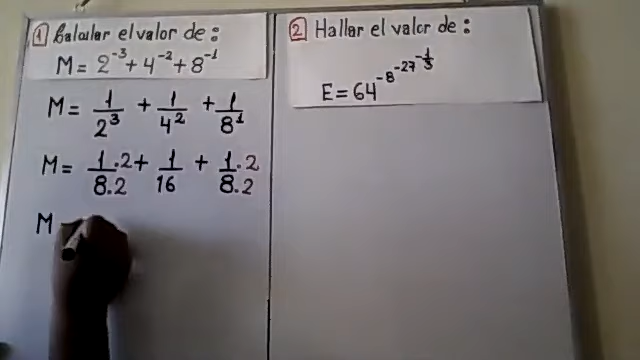 1 Calcular el valor de:
M = 2⁻³ + 4⁻² + 8⁻¹
M = 1/2³ + 1/4² + 1/8¹
M = 1/8 .2/.2 + 1/16 + 1/8 .2/.2
M
2 Hallar el valor de:
E = 64^-8^-27^-1/3